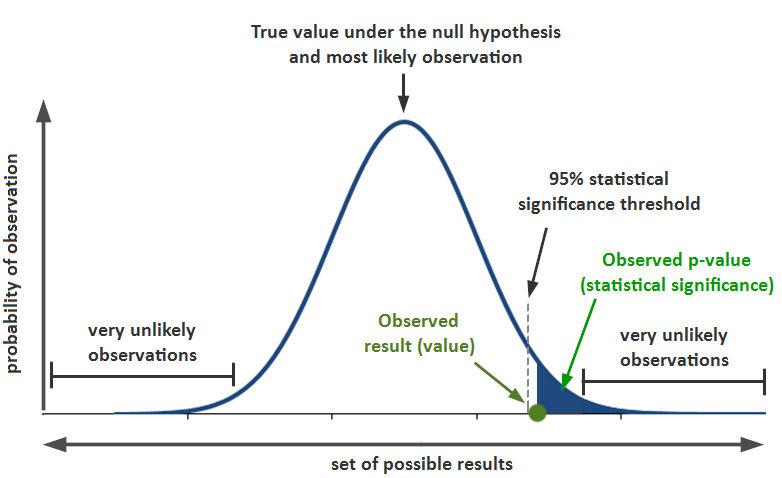 True value under the null hypothesis
and most likely observation
95% statistical
significance threshold
Observed p-value
(statistical significance)
Observed
result (value)
very unlikely
observations
very unlikely
observations
probability of observation
set of possible results